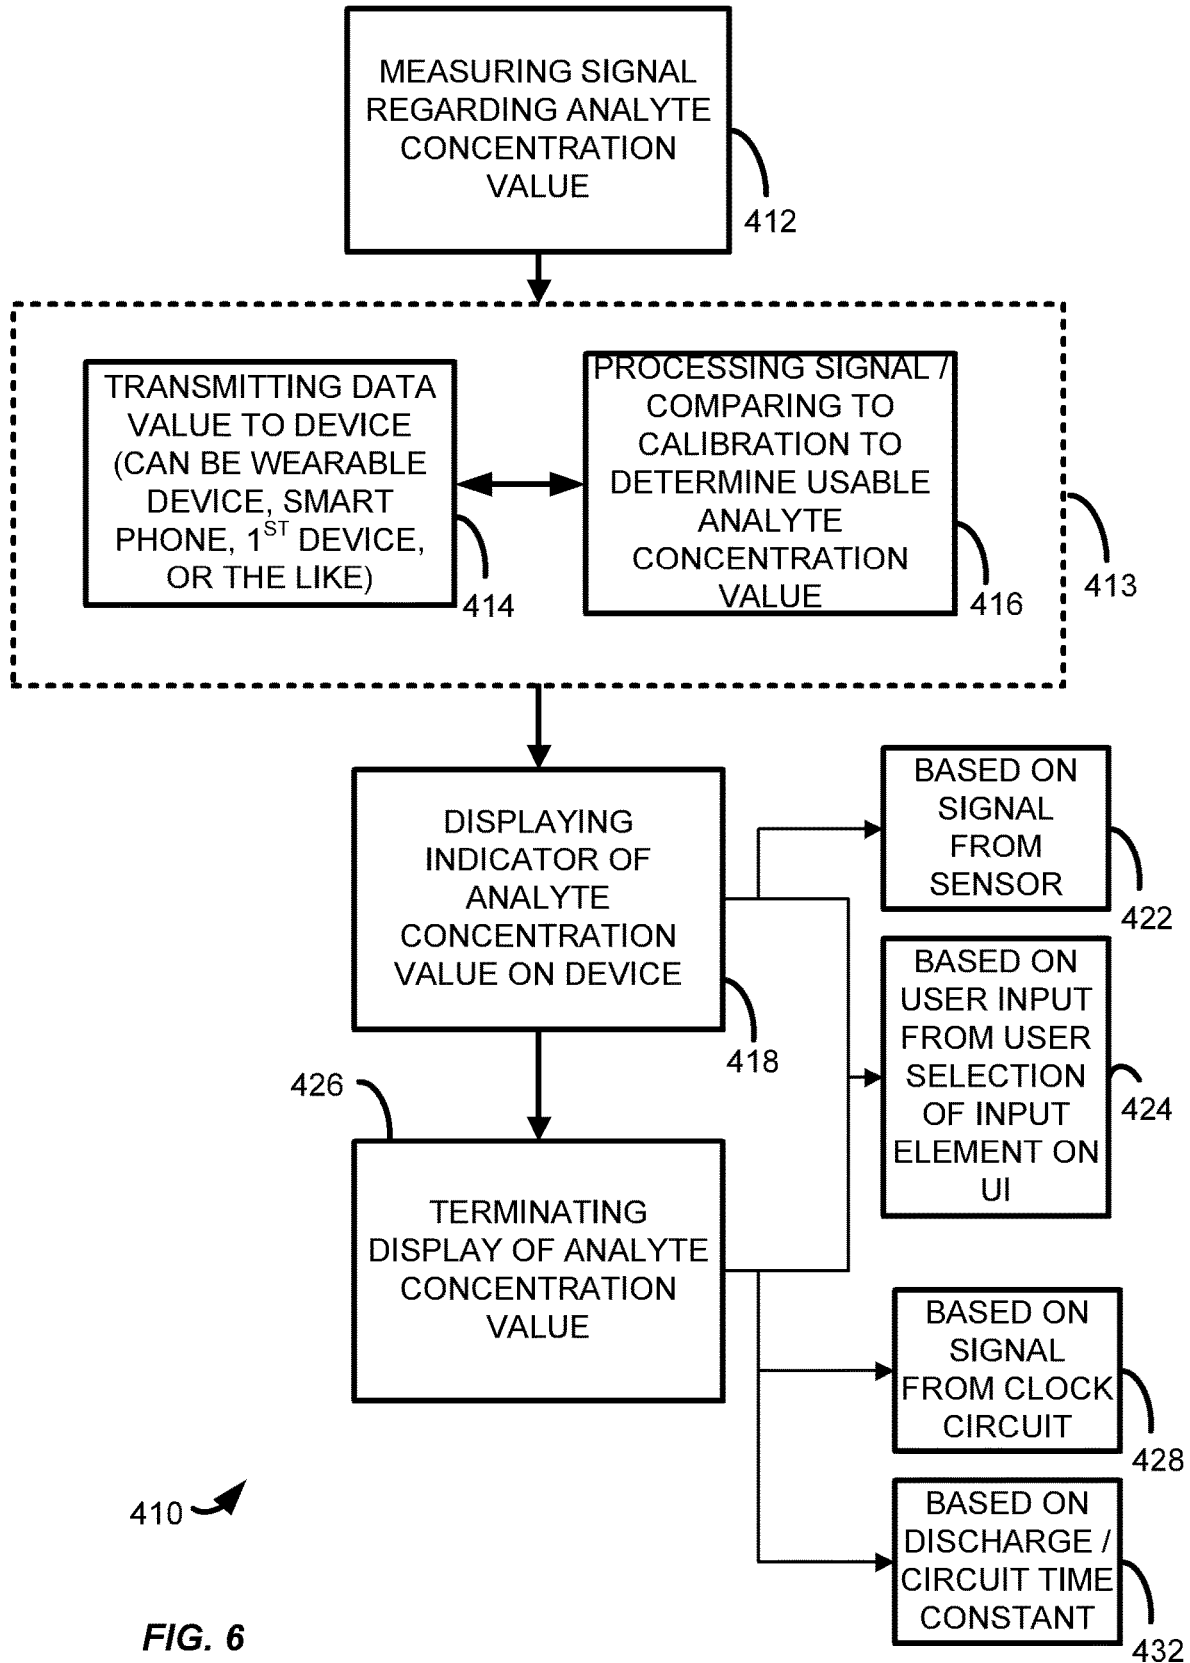 MEASURING SIGNAL
REGARDING ANALYTE
CONCENTRATION
VALUE
412
TRANSMITTING DATA
VALUE TO DEVICE
(CAN BE WEARABLE
DEVICE, SMART
PHONE, 1ST DEVICE,
OR THE LIKE)
414
PROCESSING SIGNAL /
COMPARING TO
CALIBRATION TO
DETERMINE USABLE
ANALYTE
CONCENTRATION
VALUE
416
413
DISPLAYING
INDICATOR OF
ANALYTE
CONCENTRATION
VALUE ON DEVICE
418
BASED ON
SIGNAL
FROM
SENSOR
422
BASED ON
USER INPUT
FROM USER
SELECTION
OF INPUT
ELEMENT ON
UI
424
426
TERMINATING
DISPLAY OF ANALYTE
CONCENTRATION
VALUE
BASED ON
SIGNAL
FROM CLOCK
CIRCUIT
428
BASED ON
DISCHARGE /
CIRCUIT TIME
CONSTANT
432
410
FIG. 6